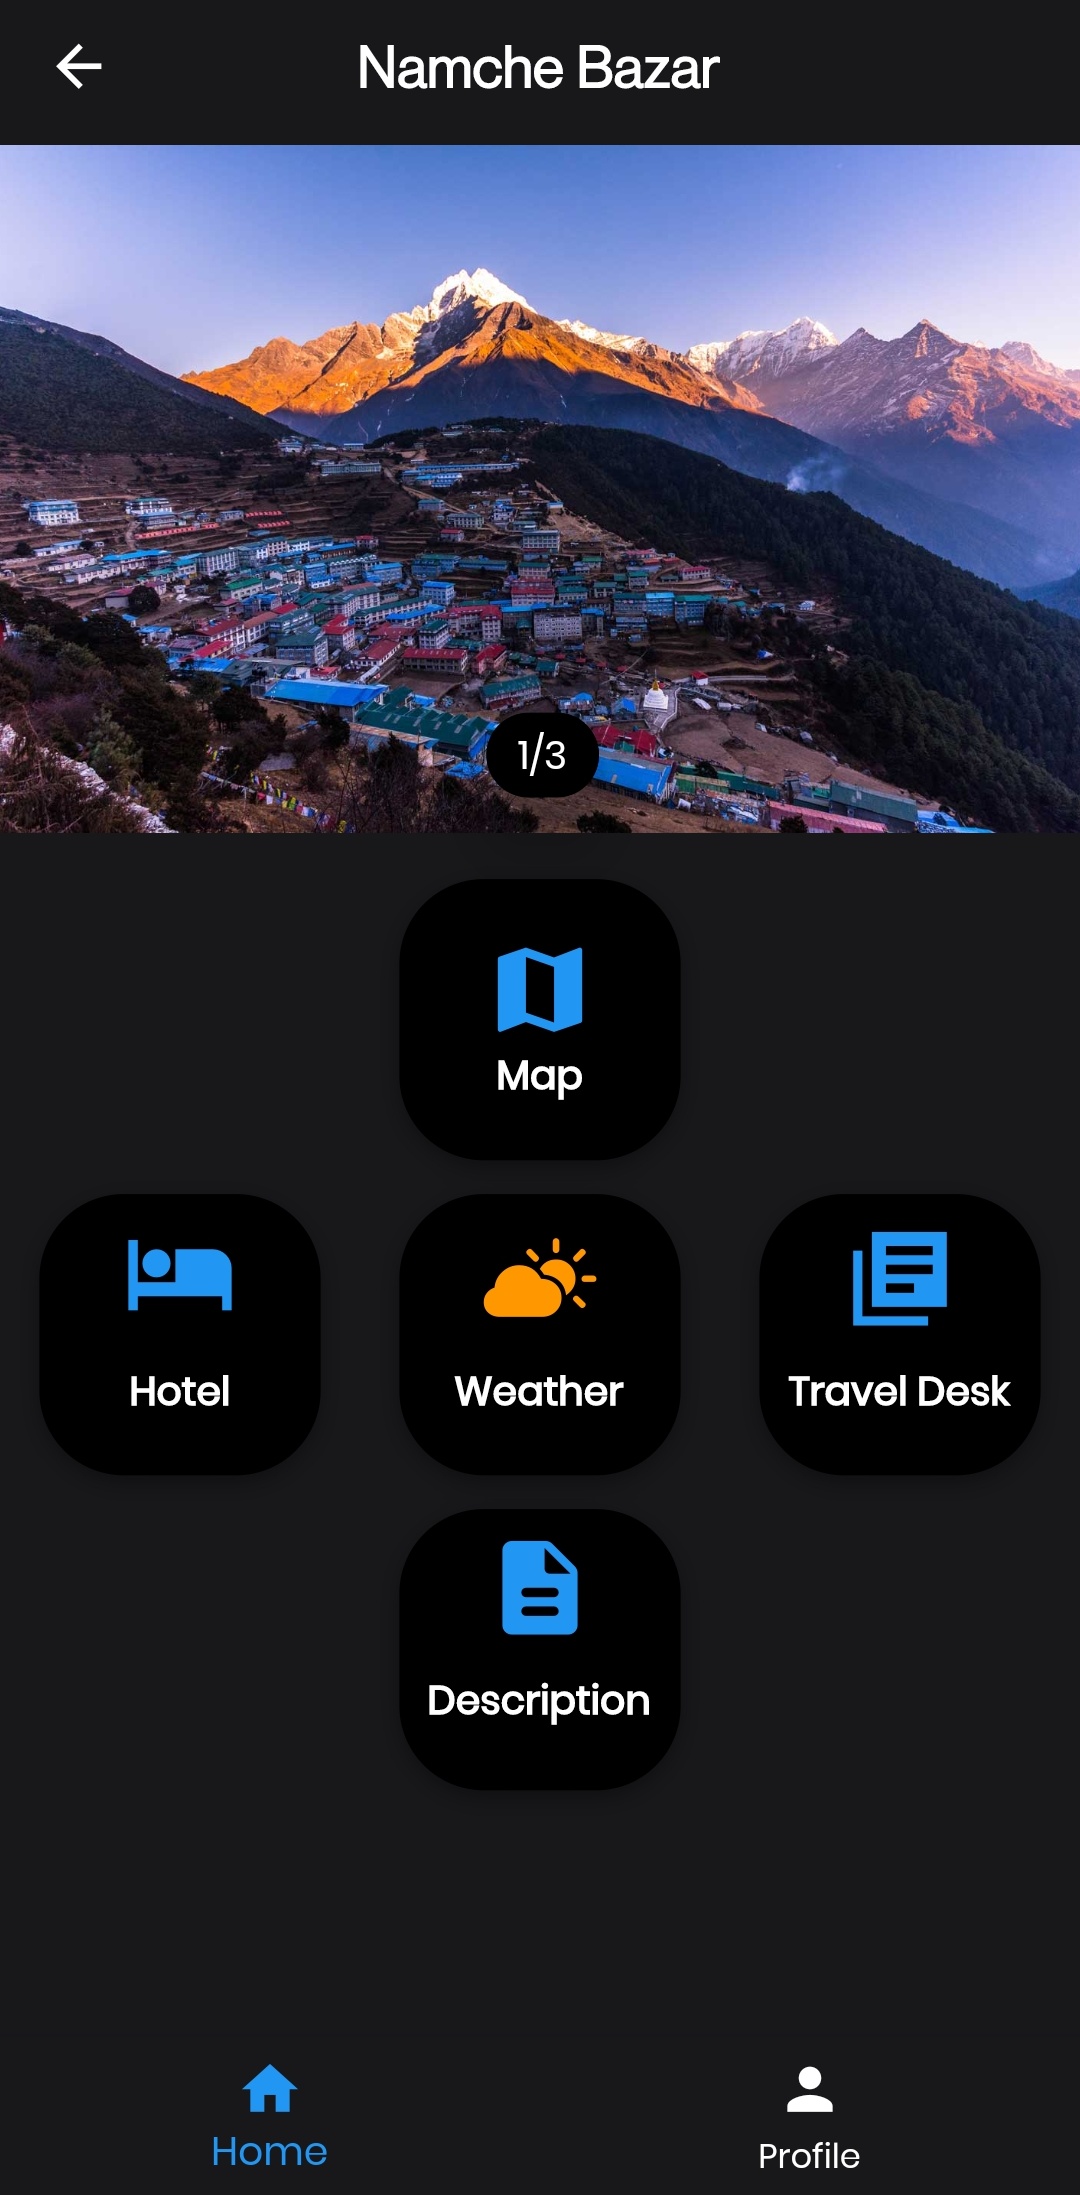 Namche Bazar
1/3
Map
Hotel
Weather
Travel Desk
Description
Home
Profile